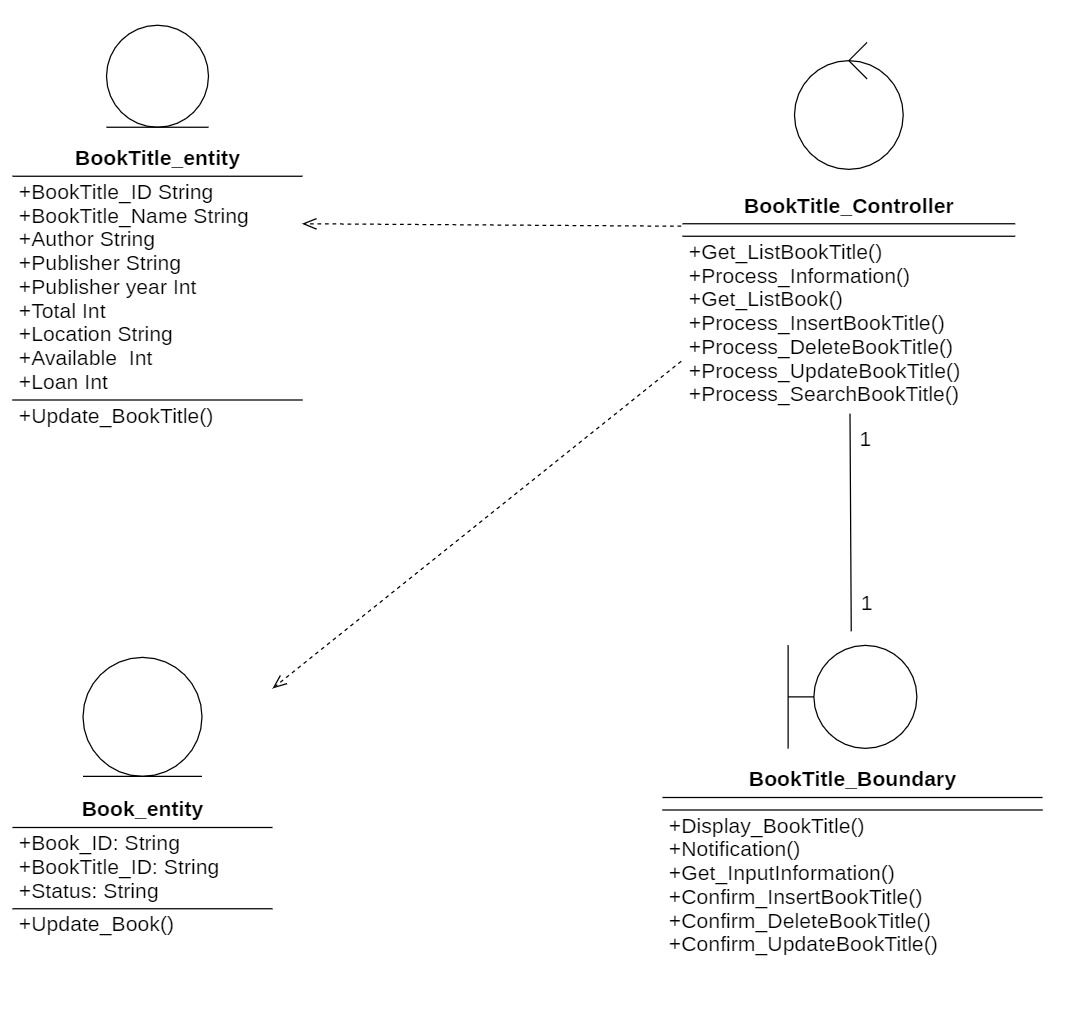 BookTitle_entity
+BookTitle_ID String
+BookTitle_Name String
+Author String
+Publisher String
+Publisher year Int
+Total Int
+Location String
+Available  Int
+Loan Int
+Update_BookTitle()
BookTitle_Controller
+Get_ListBookTitle()
+Process_Information()
+Get_ListBook()
+Process_InsertBookTitle()
+Process_DeleteBookTitle()
+Process_UpdateBookTitle()
+Process_SearchBookTitle()
1
1
Book_entity
+Book_ID: String
+BookTitle_ID: String
+Status: String
+Update_Book()
BookTitle_Boundary
+Display_BookTitle()
+Notification()
+Get_InputInformation()
+Confirm_InsertBookTitle()
+Confirm_DeleteBookTitle()
+Confirm_UpdateBookTitle()